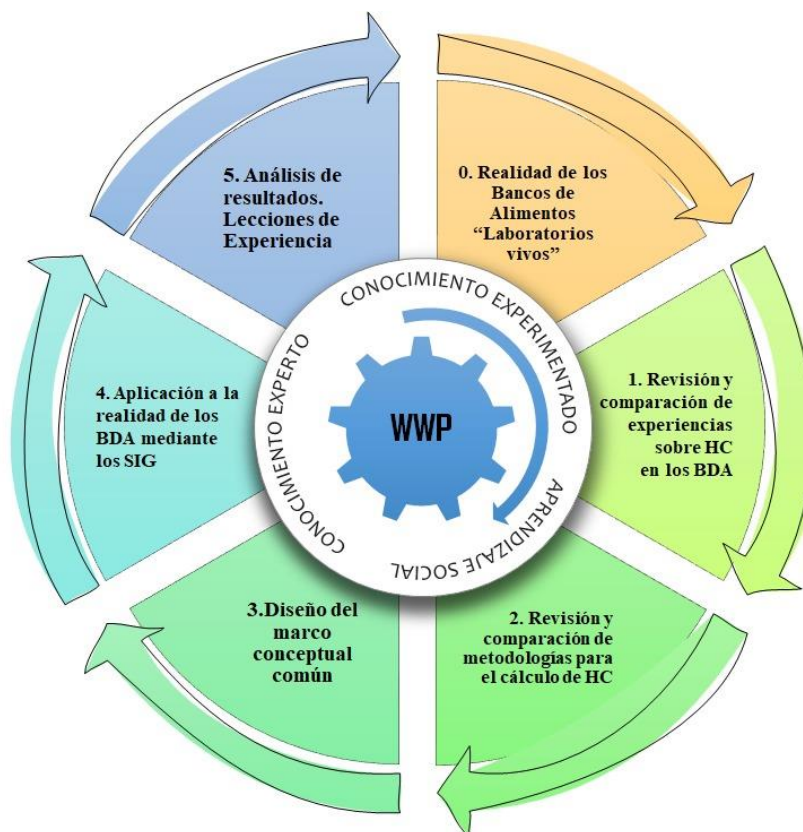 0. Realidad de los
Bancos de
Alimentos
“Laboratorios
vivos”
1. Revisión y
comparación de
experiencias
sobre HC
en los BDA
2. Revisión y
comparación de
metodologías para
el cálculo de HC
3.Diseño del
marco
conceptual
común
4. Aplicación a la
realidad de los
BDA mediante
los SIG
5. Análisis de
resultados.
Lecciones de
Experiencia
CONOCIMIENTO EXPERIMENTADO
APRENDIZAJE SOCIAL
CONOCIMIENTO EXPERTO
WWP